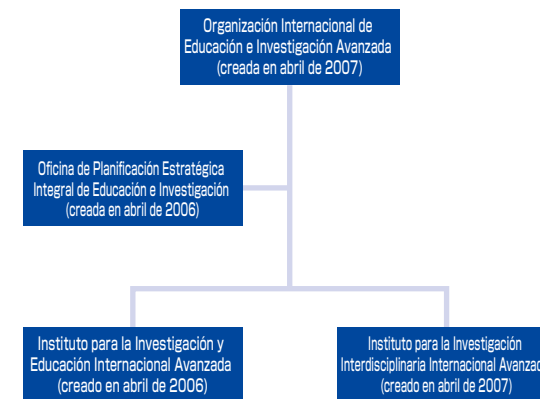 Organización Internacional de
Educación e Investigación Avanzada
(creada en abril de 2007)
Oficina de Planificación Estratégica
Integral de Educación e Investigación
(creada en abril de 2006)
Instituto para la Investigación y
Educación Internacional Avanzada
(creado en abril de 2006)
Instituto para la Investigación
Interdisciplinaria Internacional
(creado en abril de 2007)